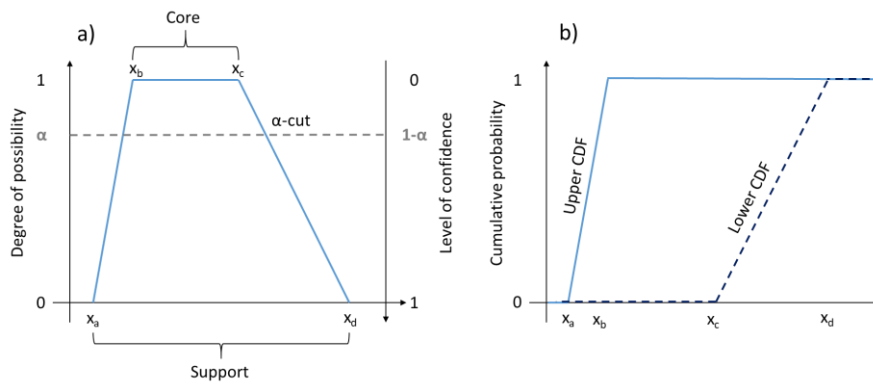 a)
Core
x_b
x_c
1
0
α-cut
α
1-α
Degree of possibility
Level of confidence
0
1
x_a
x_d
Support
b)
1
Upper CDF
Lower CDF
Cumulative probability
0
x_a
x_b
x_c
x_d